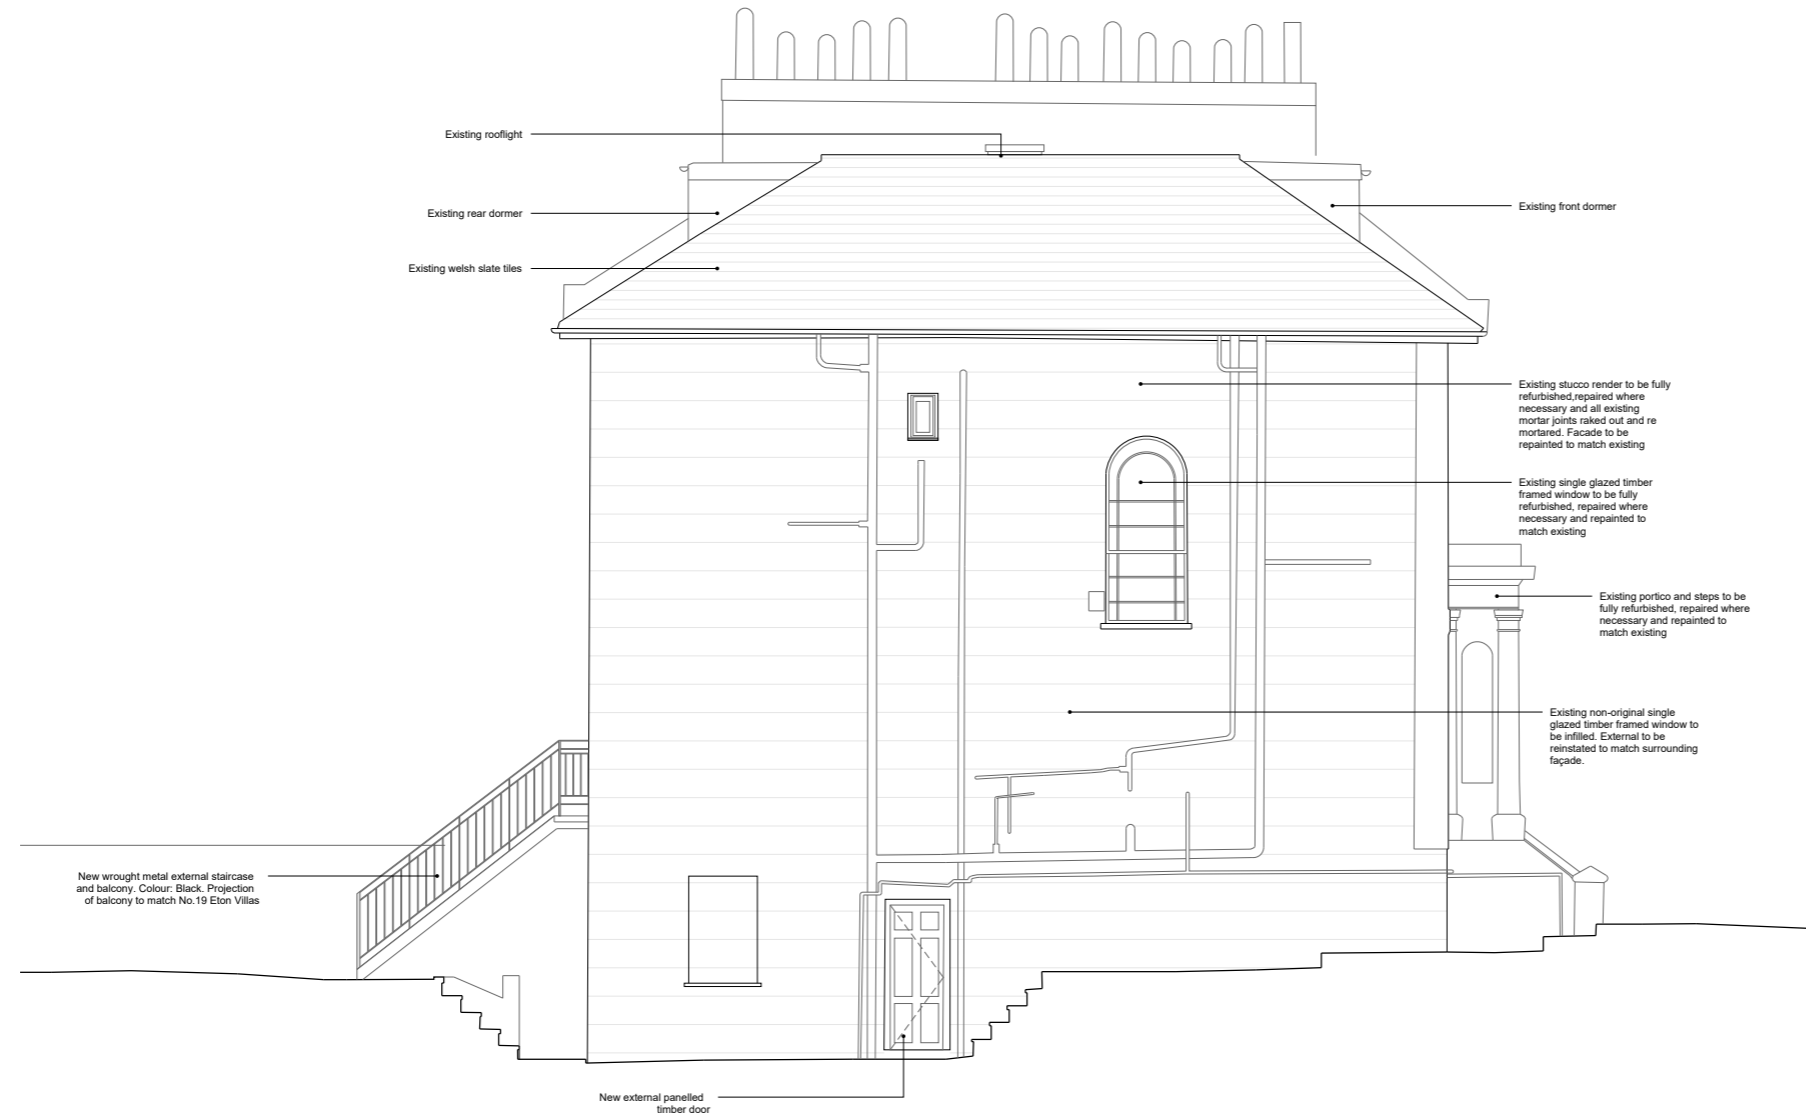 Existing rooflight
Existing rear dormer
Existing front dormer
Existing welsh slate tiles
Existing stucco render to be fully
refurbished,repaired where
necessary and all existing
mortar joints raked out and re
mortared. Facade to be
repainted to match existing
Existing single glazed timber
framed window to be fully
refurbished, repaired where
necessary and repainted to
match existing
Existing portico and steps to be
fully refurbished, repaired where
necessary and repainted to
match existing
Existing non-original single
glazed timber framed window to
be infilled. External to be
reinstated to match surrounding
façade.
New wrought metal external staircase
and balcony. Colour: Black. Projection
of balcony to match No.19 Eton Villas
New external panelled
timber door